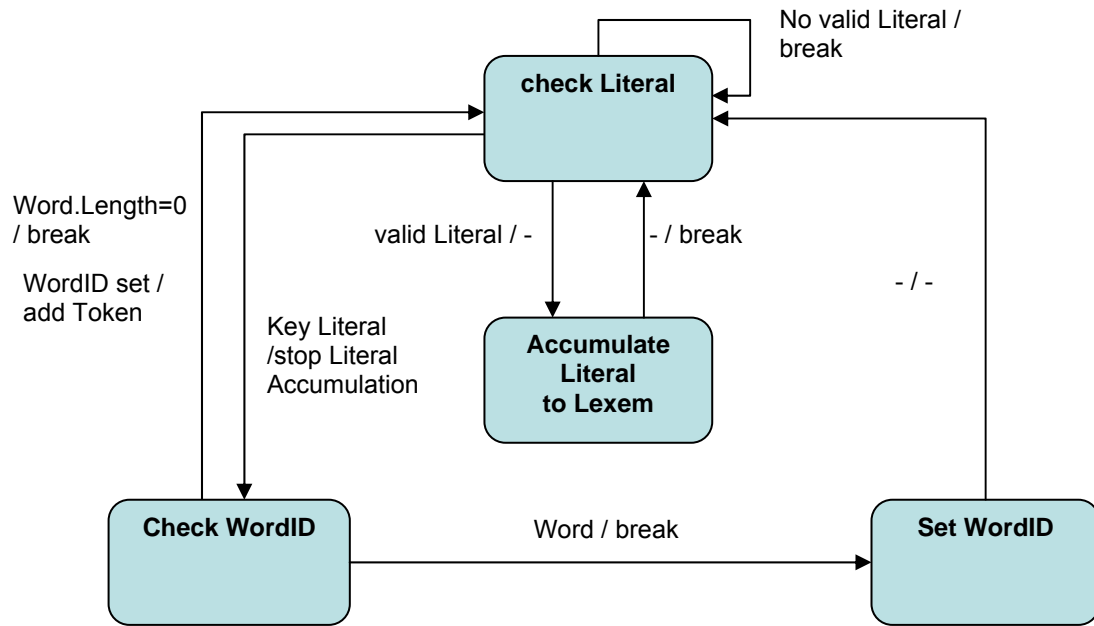 No valid Literal /
break
check Literal
Word.Length=0
/ break
WordID set /
add Token
valid Literal / -
- / break
- / -
Key Literal
/stop Literal
Accumulation
Accumulate
Literal
to Lexem
Check WordID
Word / break
Set WordID